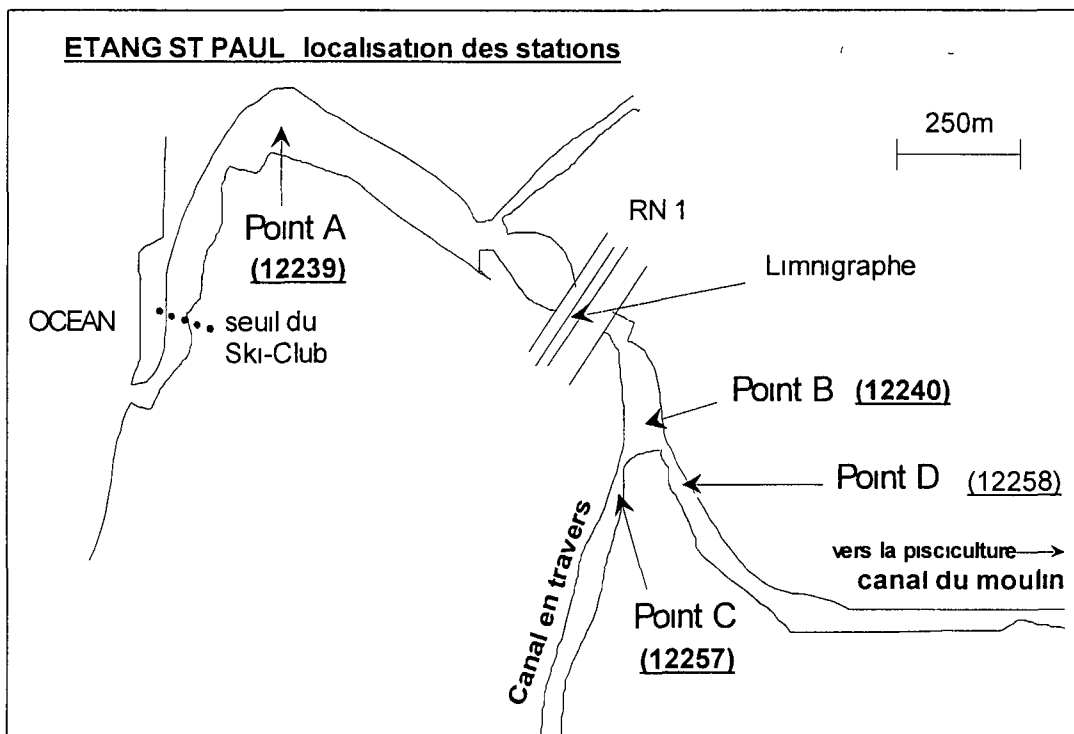 ETANG ST PAUL localisation des stations
250m
RN 1
Point A
(12239)
Limnigraphe
OCEAN
seuil du
Ski-Club
Point B (12240)
Point D (12258)
vers la pisciculture
canal du moulin
Canal en travers
Point C
(12257)